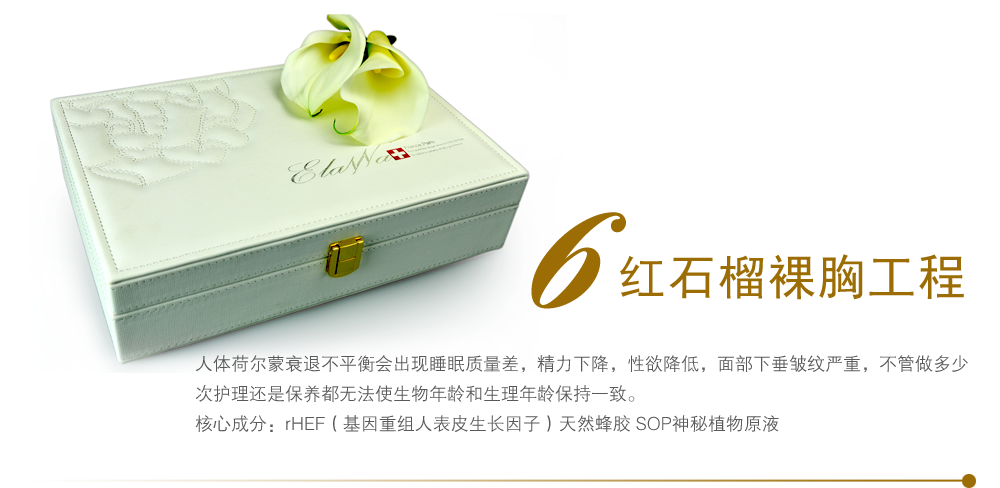 ElaWa
6 红石榴裸胸工程
人体荷尔蒙衰退不平衡会出现睡眠质量差，精力下降，性欲降低，面部下垂皱纹严重，不管做多少
次护理还是保养都无法使生物年龄和生理年龄保持一致。
核心成分：rHEF（基因重组人表皮生长因子）天然蜂胶 SOP神秘植物原液